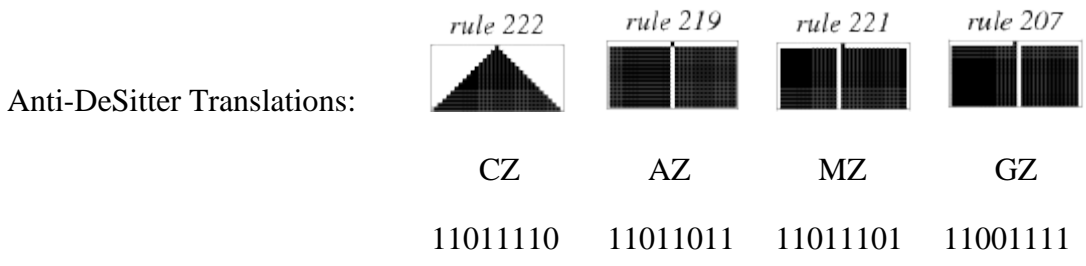 rule 222 rule 219 rule 221 rule 207
Anti-DeSitter Translations:
CZ AZ MZ GZ
11011110 11011011 11011101 11001111